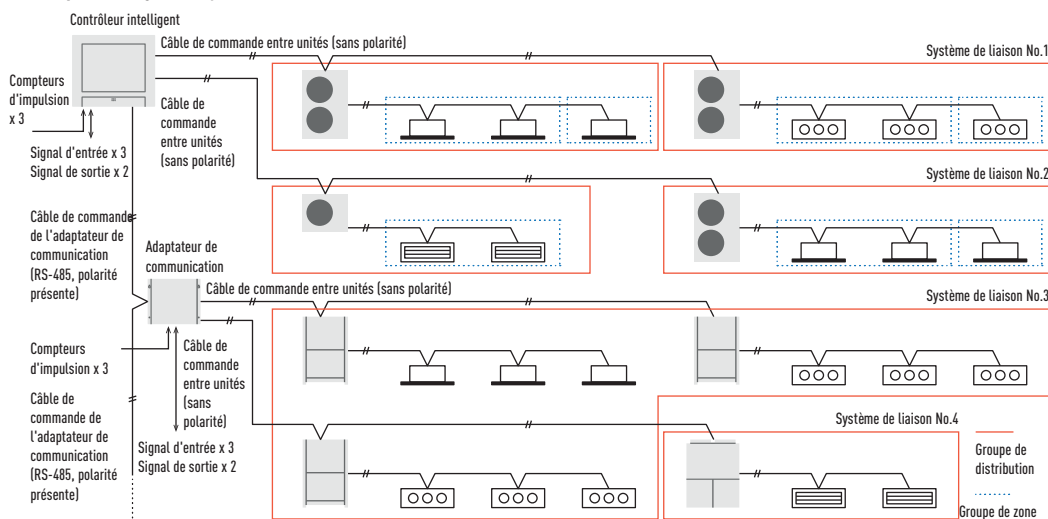 Contrôleur intelligent
Câble de commande entre unités (sans polarité)
Système de liaison No.1
Compteurs
d'impulsion
x 3
Câble de
commande
entre unités
(sans polarité)
Signal d'entrée x 3
Signal de sortie x 2
Système de liaison No.2
Câble de commande
de l'adaptateur de
communication
(RS-485, polarité
présente)
Adaptateur de
communication
Câble de commande entre unités (sans polarité)
Système de liaison No.3
Compteurs
d'impulsion x 3
Câble de
commande
entre unités
(sans
polarité)
Câble de
commande de
l'adaptateur de
communication
(RS-485, polarité
présente)
Signal d'entrée x 3
Signal de sortie x 2
Système de liaison No.4
Groupe de
distribution
Groupe de zone